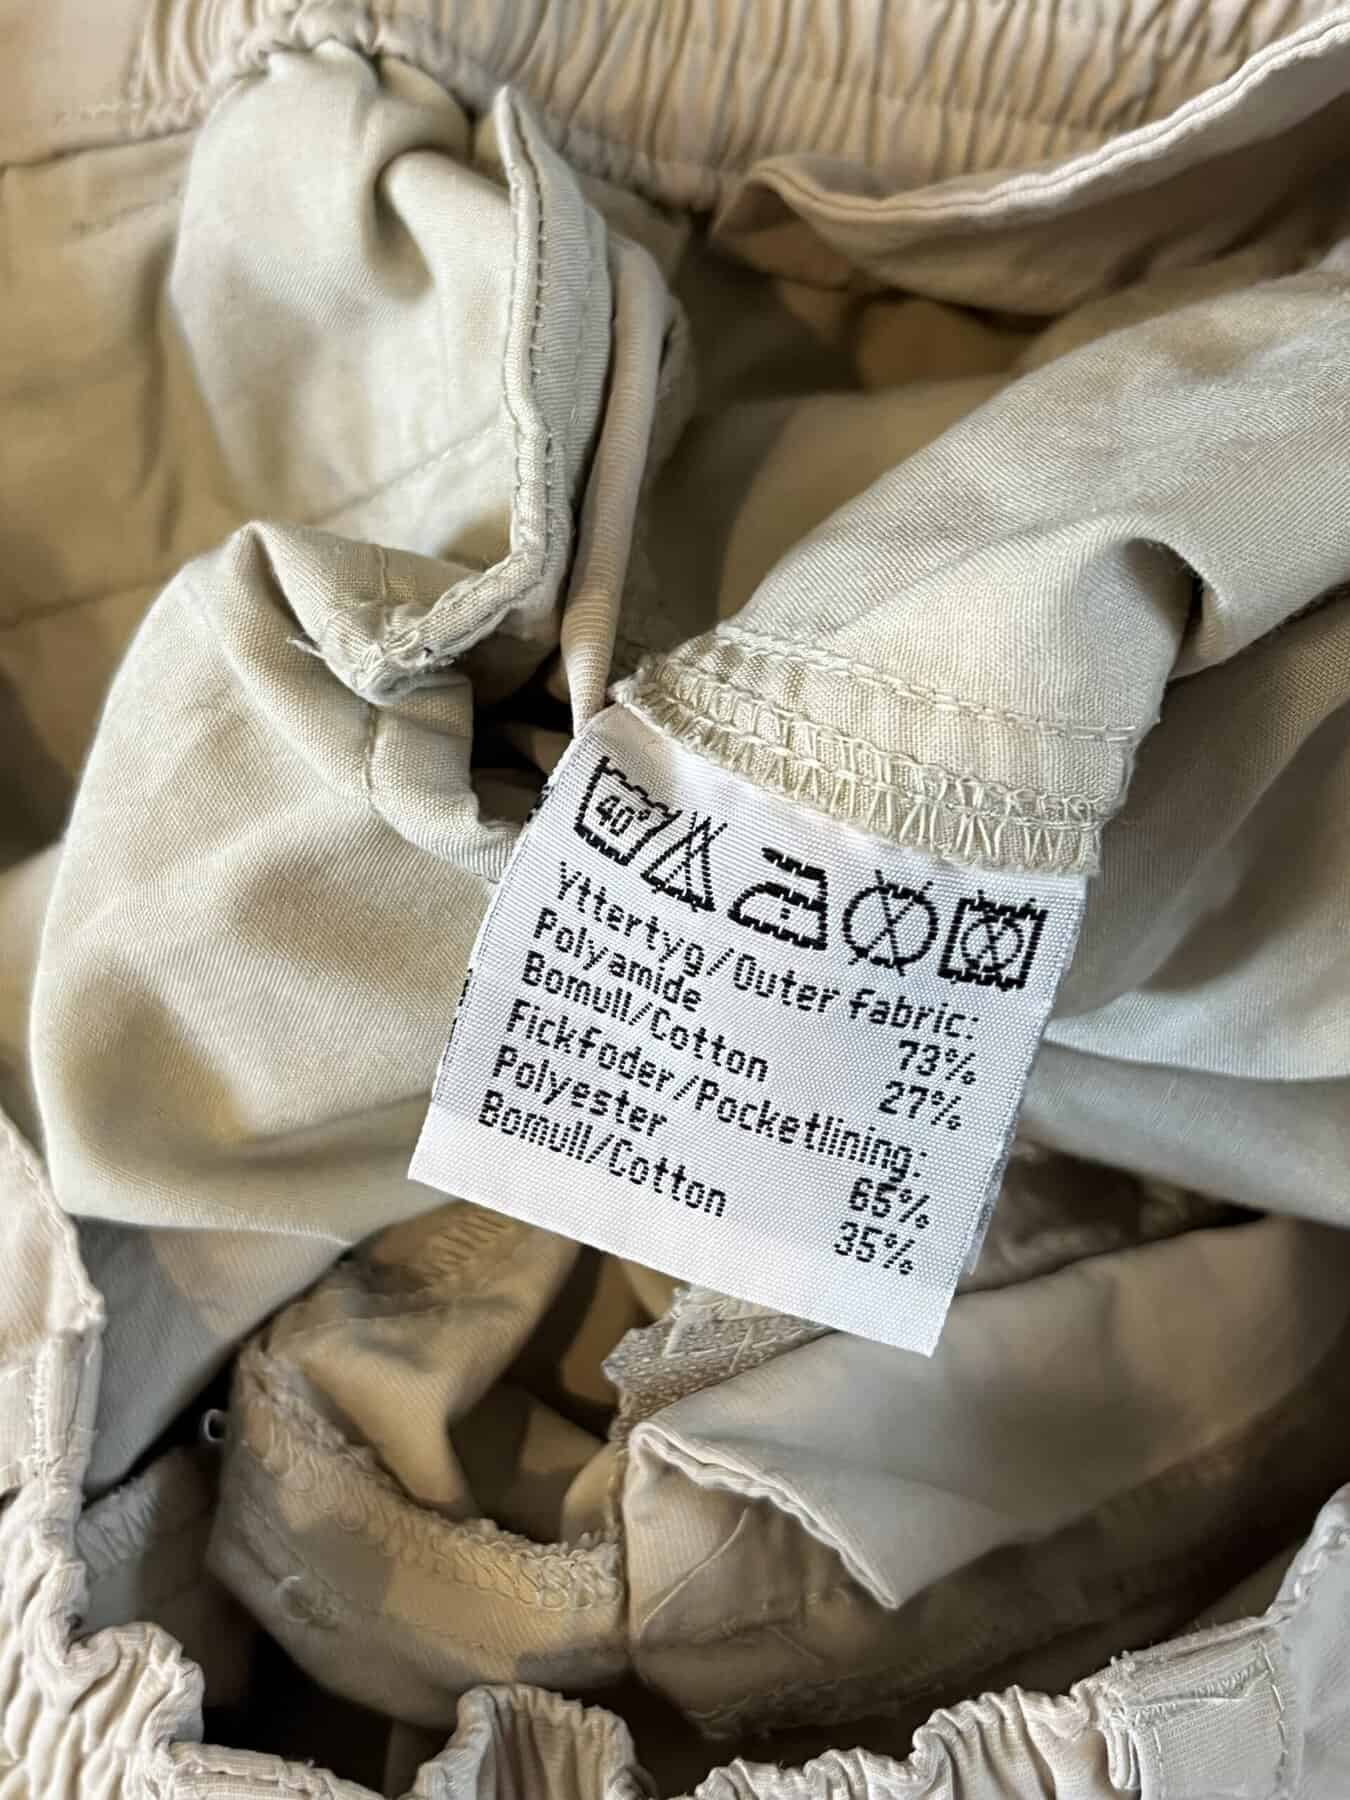 40°
Yttertyg/Outer fabric:
Polyamide 73%
Bomull/Cotton 27%
Fickfoder/Pocketlining:
Polyester 65%
Bomull/Cotton 35%